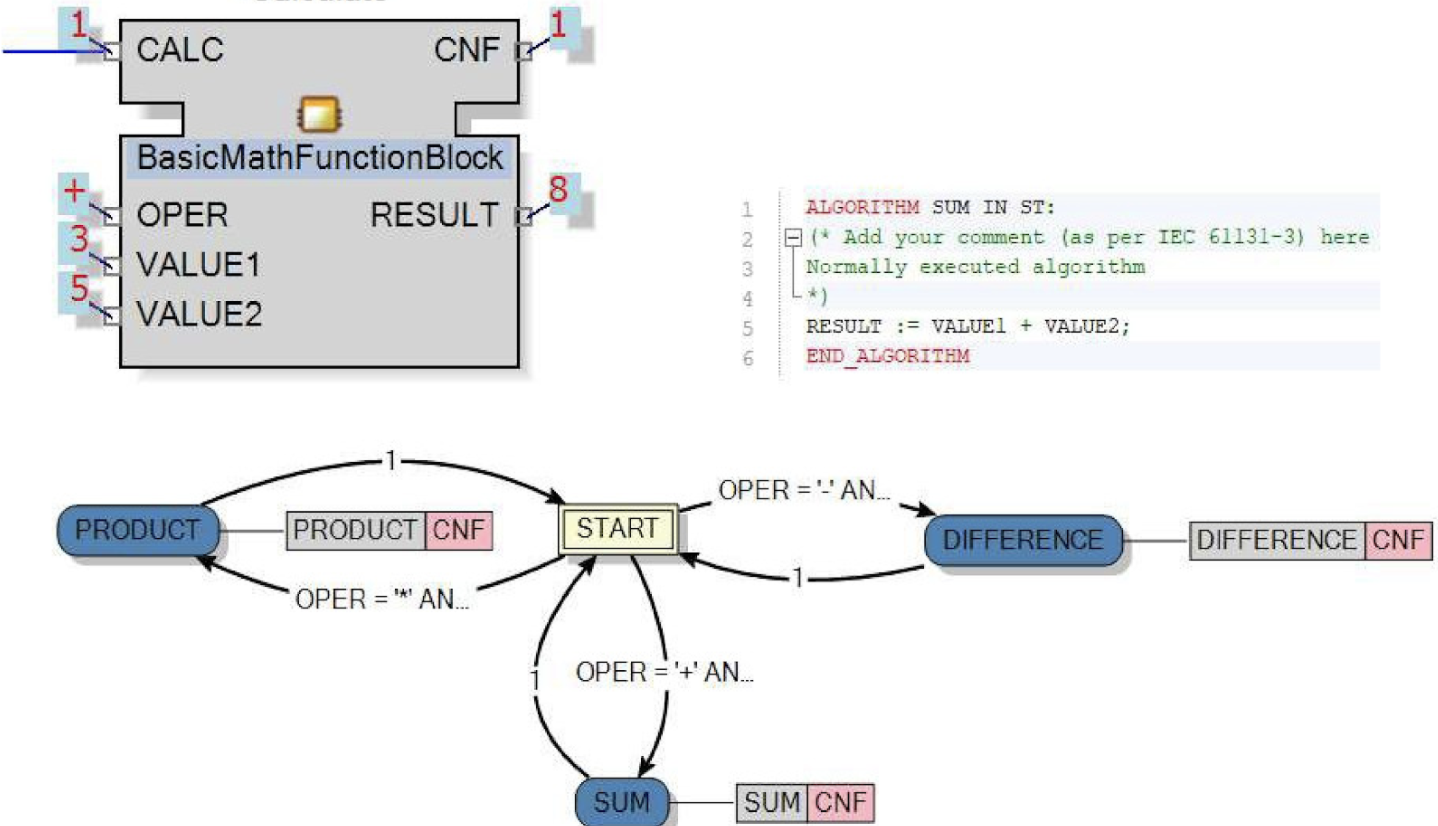 1
1
CALC
CNF
BasicMathFunctionBlock
+
8
OPER
RESULT
3
VALUE1
5
VALUE2
1 ALGORITHM SUM IN ST:
2 (* Add your comment (as per IEC 61131-3) here
3 Normally executed algorithm
4 *)
5 RESULT := VALUE1 + VALUE2;
6 END_ALGORITHM
1
OPER = '-' AN...
PRODUCT
PRODUCT CNF
START
DIFFERENCE
DIFFERENCE CNF
1
OPER = '*' AN...
1
OPER = '+' AN...
SUM
SUM CNF